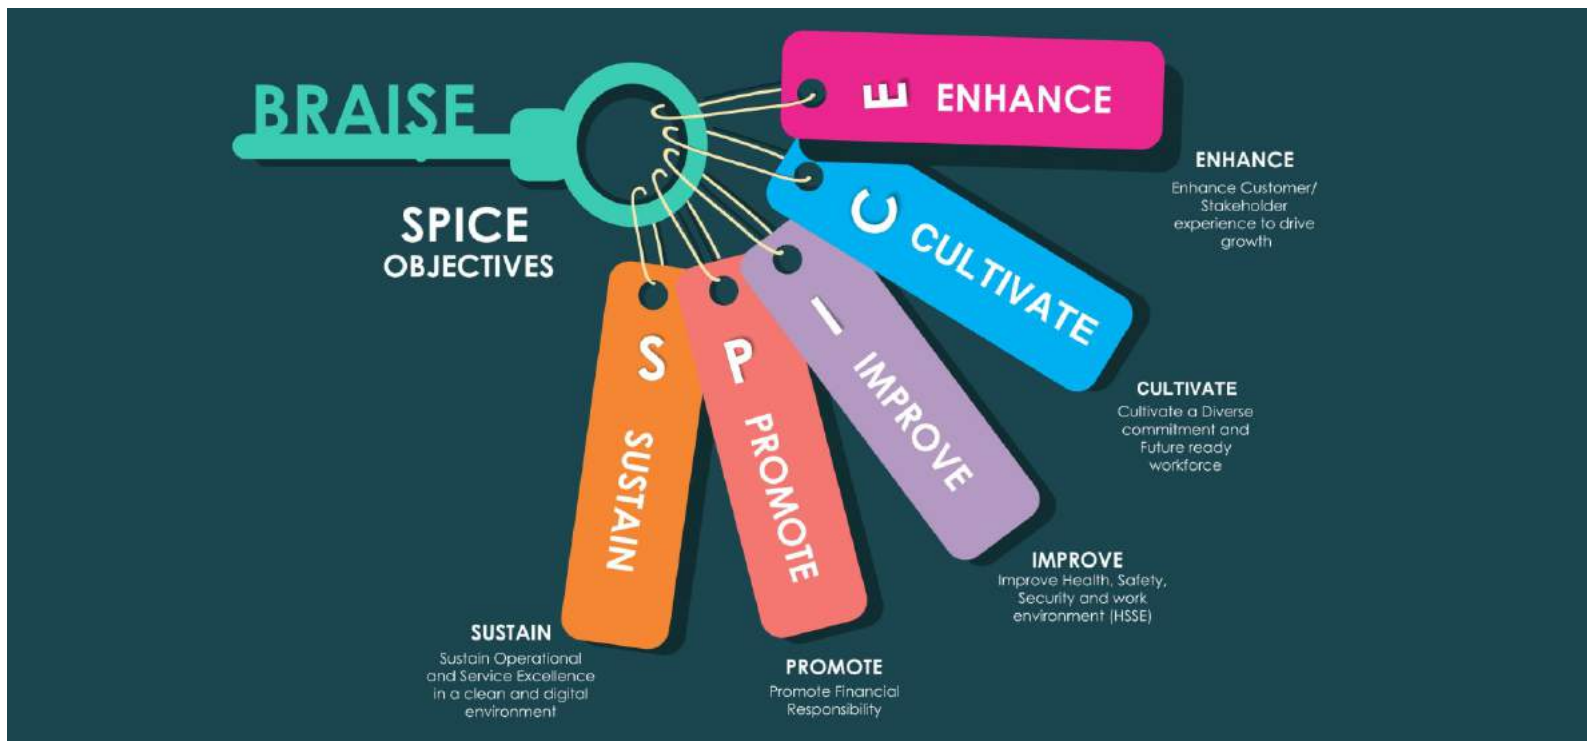 BRAISE
SPICE
OBJECTIVES
S SUSTAIN
P PROMOTE
I IMPROVE
C CULTIVATE
E ENHANCE
SUSTAIN
Sustain Operational
and Service Excellence
in a clean and digital
environment
PROMOTE
Promote Financial
Responsibility
IMPROVE
Improve Health, Safety,
Security and work
environment (HSSE)
CULTIVATE
Cultivate a Diverse
commitment and
Future ready
workforce
ENHANCE
Enhance Customer/
Stakeholder
experience to drive
growth